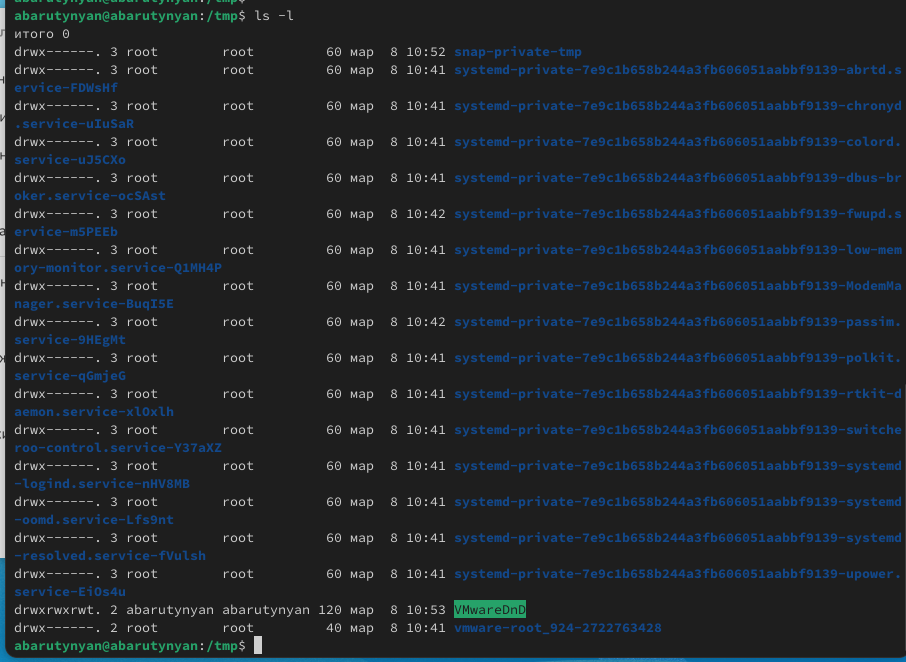 abarutynyan@abarutynyan:/tmp$ ls -l
итого 0
drwx------. 3 root        root         60 мар  8 10:52 snap-private-tmp
drwx------. 3 root        root         60 мар  8 10:41 systemd-private-7e9c1b658b244a3fb606051aabbf9139-abrtd.s
ervice-FDWsHf
drwx------. 3 root        root         60 мар  8 10:41 systemd-private-7e9c1b658b244a3fb606051aabbf9139-chronyd
.service-uIuSaR
drwx------. 3 root        root         60 мар  8 10:41 systemd-private-7e9c1b658b244a3fb606051aabbf9139-colord.
service-uJ5CXo
drwx------. 3 root        root         60 мар  8 10:41 systemd-private-7e9c1b658b244a3fb606051aabbf9139-dbus-br
oker.service-ocSAst
drwx------. 3 root        root         60 мар  8 10:42 systemd-private-7e9c1b658b244a3fb606051aabbf9139-fwupd.s
ervice-m5PEEb
drwx------. 3 root        root         60 мар  8 10:41 systemd-private-7e9c1b658b244a3fb606051aabbf9139-low-mem
ory-monitor.service-Q1MH4P
drwx------. 3 root        root         60 мар  8 10:41 systemd-private-7e9c1b658b244a3fb606051aabbf9139-ModemMa
nager.service-BuqI5E
drwx------. 3 root        root         60 мар  8 10:42 systemd-private-7e9c1b658b244a3fb606051aabbf9139-passim.
service-9HEgMt
drwx------. 3 root        root         60 мар  8 10:41 systemd-private-7e9c1b658b244a3fb606051aabbf9139-polkit.
service-qGmjeG
drwx------. 3 root        root         60 мар  8 10:41 systemd-private-7e9c1b658b244a3fb606051aabbf9139-rtkit-d
aemon.service-xlOxlh
drwx------. 3 root        root         60 мар  8 10:41 systemd-private-7e9c1b658b244a3fb606051aabbf9139-switche
roo-control.service-Y37aXZ
drwx------. 3 root        root         60 мар  8 10:41 systemd-private-7e9c1b658b244a3fb606051aabbf9139-systemd
-logind.service-nHV8MB
drwx------. 3 root        root         60 мар  8 10:41 systemd-private-7e9c1b658b244a3fb606051aabbf9139-systemd
-oomd.service-Lfs9nt
drwx------. 3 root        root         60 мар  8 10:41 systemd-private-7e9c1b658b244a3fb606051aabbf9139-systemd
-resolved.service-fVulsh
drwx------. 3 root        root         60 мар  8 10:41 systemd-private-7e9c1b658b244a3fb606051aabbf9139-upower.
service-EiOs4u
drwxrwxrwt. 2 abarutynyan abarutynyan 120 мар  8 10:53 VMwareDnD
drwx------. 2 root        root         40 мар  8 10:41 vmware-root_924-2722763428
abarutynyan@abarutynyan:/tmp$